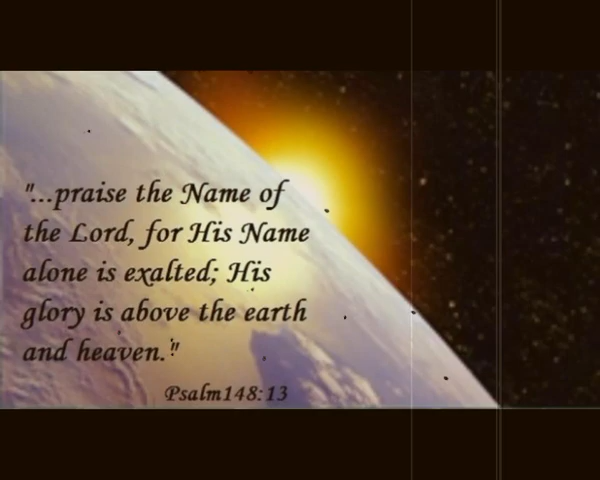 "...praise the Name of
the Lord, for His Name
alone is exalted; His
glory is above the earth
and heaven."
Psalm148:13